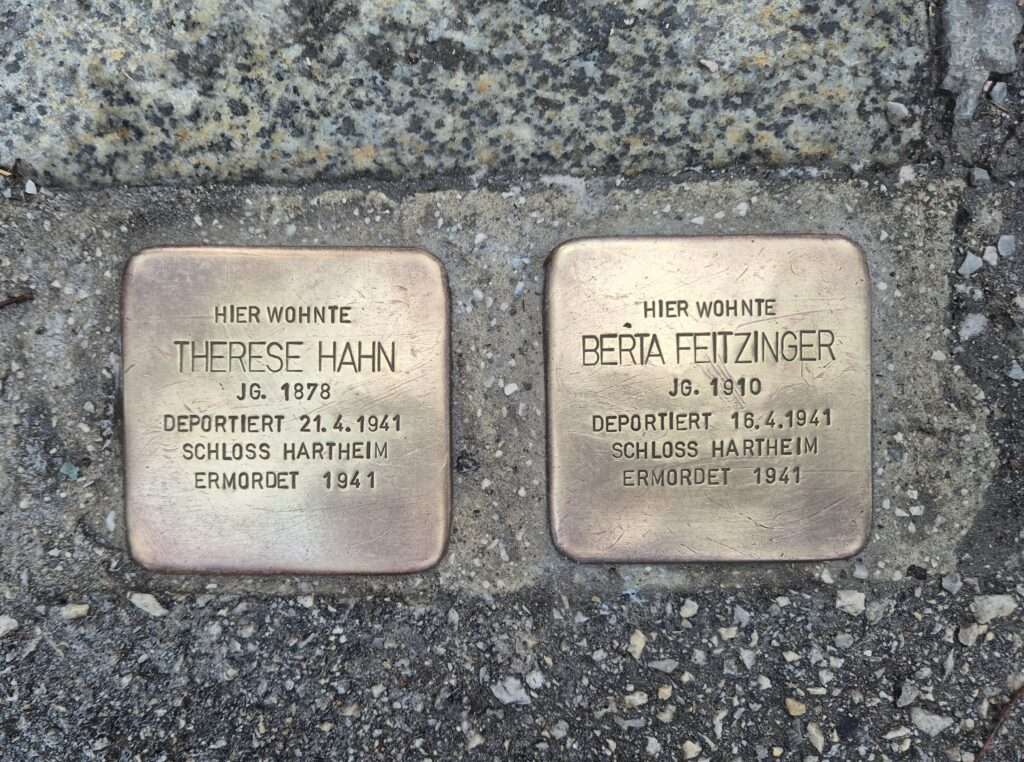 HIER WOHNTE
THERESE HAHN
JG. 1878
DEPORTIERT 21.4.1941
SCHLOSS HARTHEIM
ERMORDET 1941
HIER WOHNTE
BERTA FEITZINGER
JG. 1910
DEPORTIERT 16.4.1941
SCHLOSS HARTHEIM
ERMORDET 1941